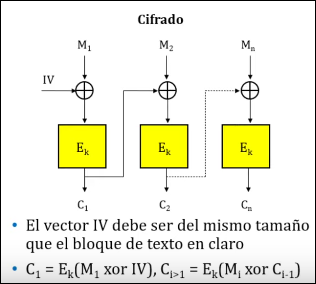 Cifrado
M₁ M₂ Mₙ
IV
Eₖ Eₖ Eₖ
C₁ C₂ Cₙ
• El vector IV debe ser del mismo tamaño
que el bloque de texto en claro
• C₁ = Eₖ(M₁ xor IV), Cᵢ>₁ = Eₖ(Mᵢ xor Cᵢ₋₁)